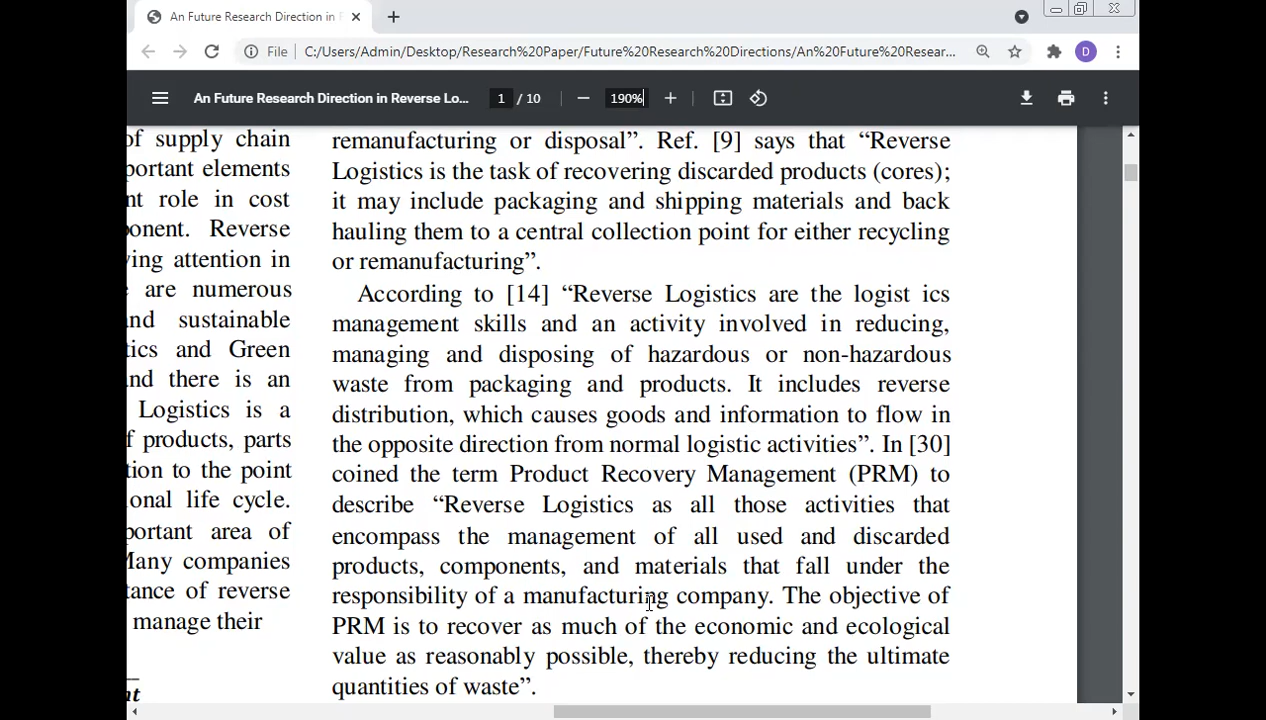 An Future Research Direction in
File C:/Users/Admin/Desktop/Research%20Paper/Future%20Research%20Directions/An%20Future%20Resear...
D
An Future Research Direction in Reverse Lo... 1 / 10 190%
of supply chain
portant elements
nt role in cost
ponent. Reverse
ving attention in
are numerous
nd sustainable
tics and Green
nd there is an
Logistics is a
f products, parts
tion to the point
ional life cycle.
portant area of
Many companies
tance of reverse
manage their
nt
remanufacturing or disposal”. Ref. [9] says that “Reverse
Logistics is the task of recovering discarded products (cores);
it may include packaging and shipping materials and back
hauling them to a central collection point for either recycling
or remanufacturing”.
According to [14] “Reverse Logistics are the logist ics
management skills and an activity involved in reducing,
managing and disposing of hazardous or non-hazardous
waste from packaging and products. It includes reverse
distribution, which causes goods and information to flow in
the opposite direction from normal logistic activities”. In [30]
coined the term Product Recovery Management (PRM) to
describe “Reverse Logistics as all those activities that
encompass the management of all used and discarded
products, components, and materials that fall under the
responsibility of a manufacturing company. The objective of
PRM is to recover as much of the economic and ecological
value as reasonably possible, thereby reducing the ultimate
quantities of waste”.